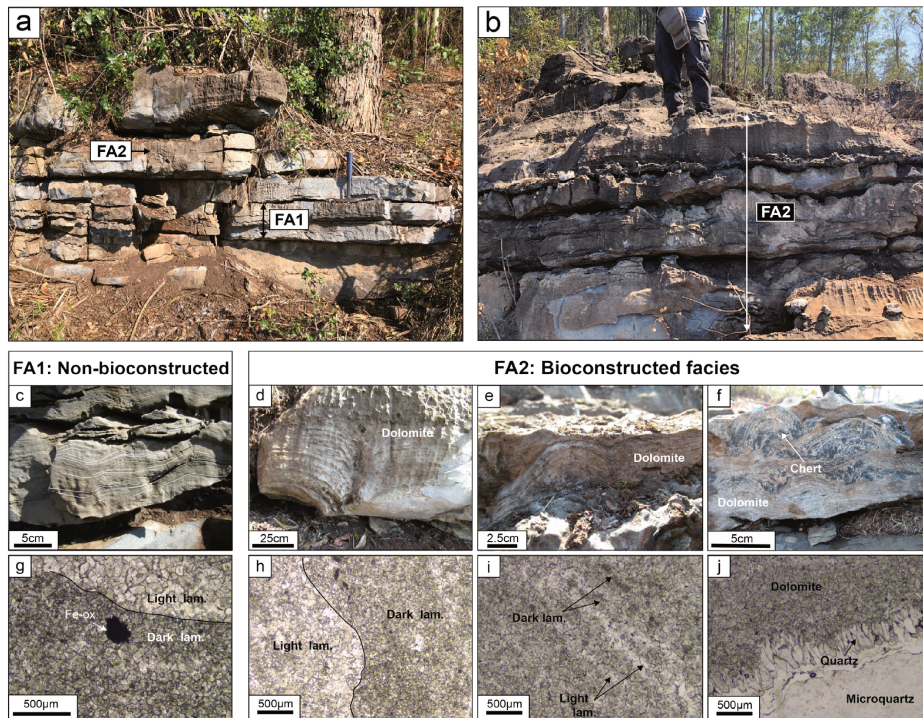 a
b
FA2
FA1
FA2
FA1: Non-bioconstructed
FA2: Bioconstructed facies
c
5cm
d
Dolomite
25cm
e
Dolomite
2.5cm
f
Chert
Dolomite
5cm
g
Light lam.
Fe-ox
Dark lam.
500µm
h
Dark lam.
Light lam.
500µm
i
Dark lam.
Light lam.
500µm
j
Dolomite
Quartz
Microquartz
500µm